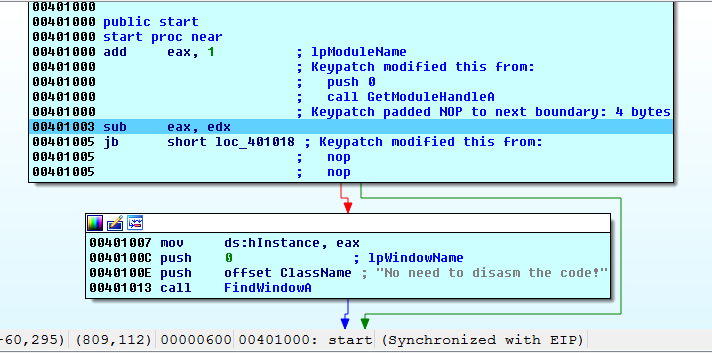 00401000
00401000 public start
00401000 start proc near
00401000 add eax, 1 ; lpModuleName
00401000 ; Keypatch modified this from:
00401000 ; push 0
00401000 ; call GetModuleHandleA
00401000 ; Keypatch padded NOP to next boundary: 4 bytes
00401003 sub eax, edx
00401005 jb short loc_401018 ; Keypatch modified this from:
00401005 ; nop
00401005 ; nop
00401007 mov ds:hInstance, eax
0040100C push 0 ; lpWindowName
0040100E push offset ClassName ; "No need to disasm the code!"
00401013 call FindWindowA
-60,295) (809,112) 00000600 00401000: start (Synchronized with EIP)